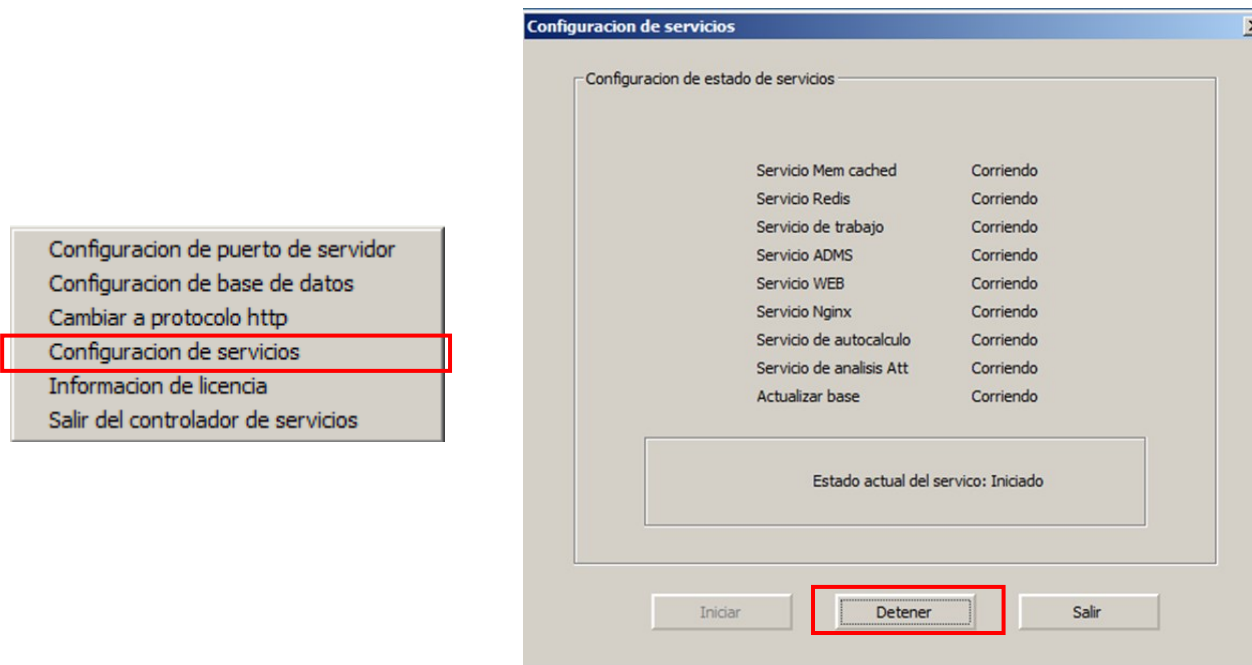 Configuracion de puerto de servidor
Configuracion de base de datos
Cambiar a protocolo http
Configuracion de servicios
Informacion de licencia
Salir del controlador de servicios
Configuracion de servicios
Configuracion de estado de servicios
Servicio Mem cached Corriendo
Servicio Redis Corriendo
Servicio de trabajo Corriendo
Servicio ADMS Corriendo
Servicio WEB Corriendo
Servicio Nginx Corriendo
Servicio de autocalculo Corriendo
Servicio de analisis Att Corriendo
Actualizar base Corriendo
Estado actual del servico: Iniciado
Iniciar Detener Salir